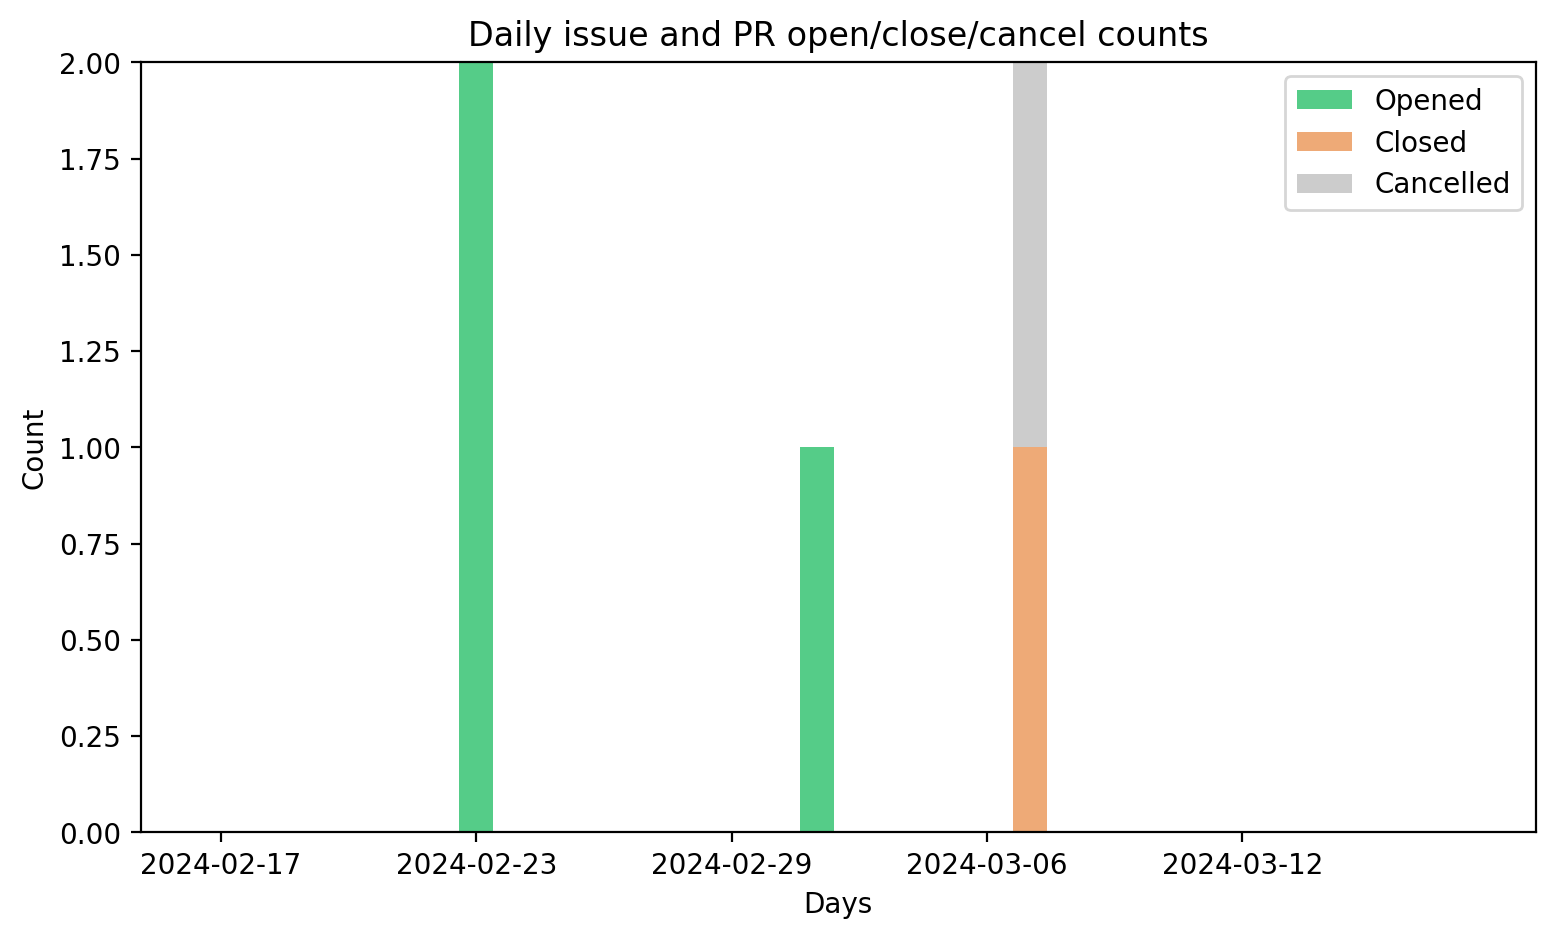 Daily issue and PR open/close/cancel counts
2.00
1.75
1.50
1.25
1.00
0.75
0.50
0.25
0.00
Count
Opened
Closed
Cancelled
2024-02-17
2024-02-23
2024-02-29
2024-03-06
2024-03-12
Days